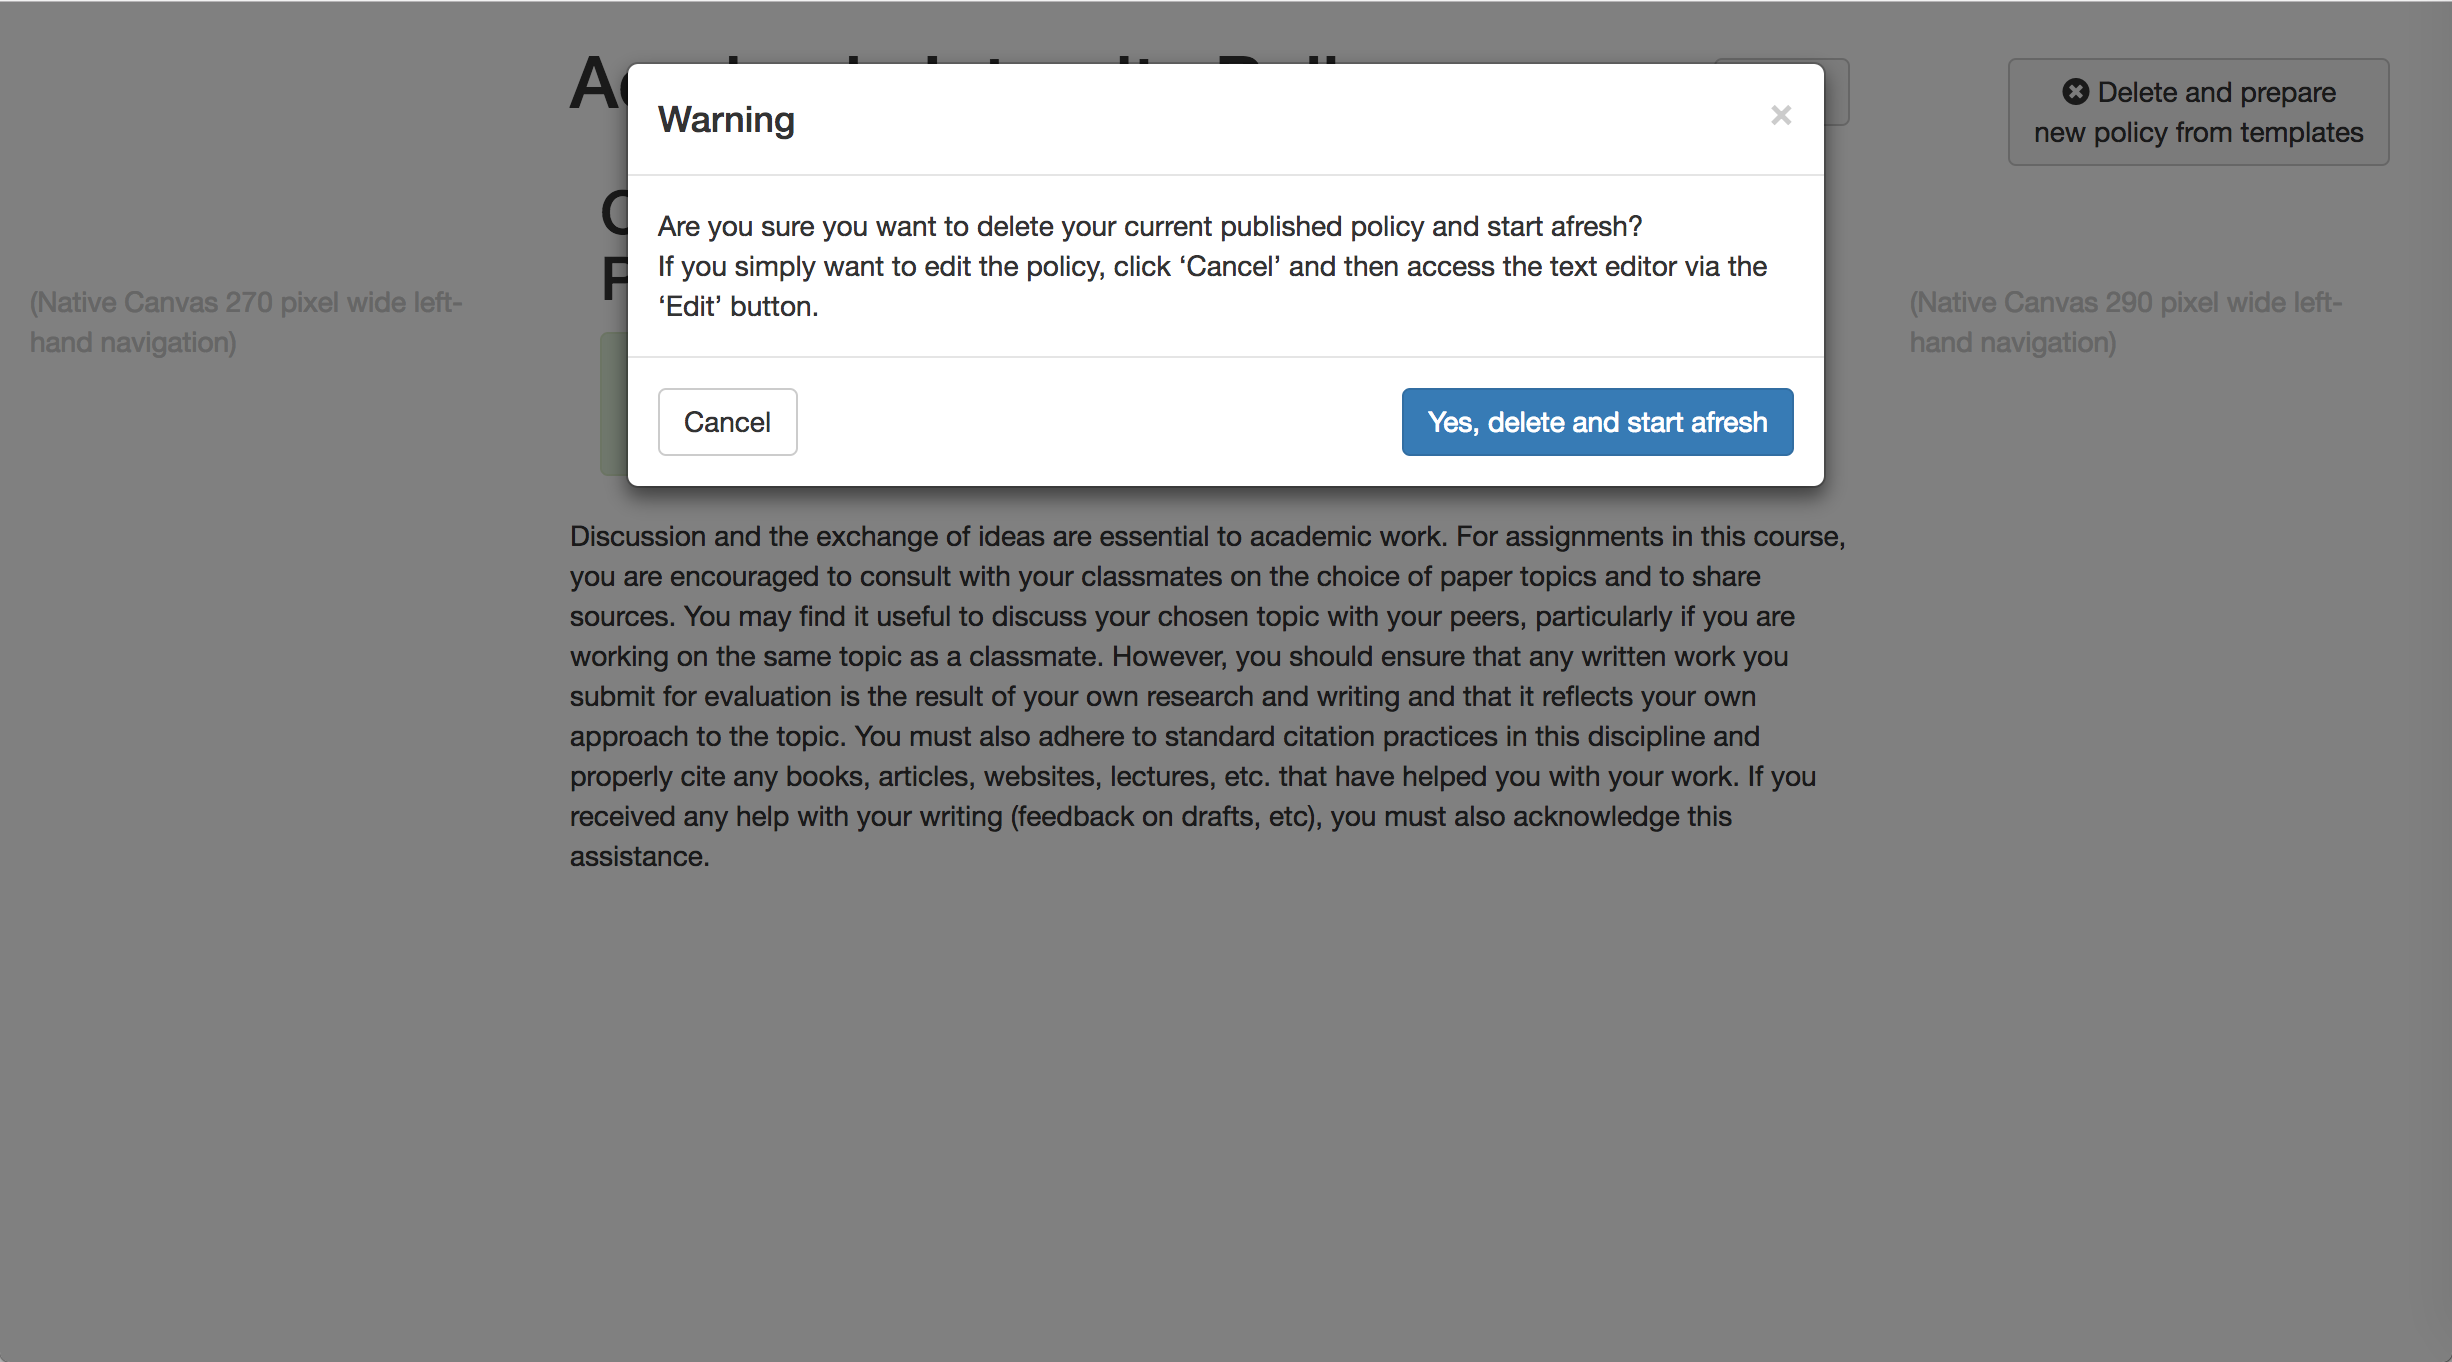 Warning
×
Are you sure you want to delete your current published policy and start afresh?
If you simply want to edit the policy, click ‘Cancel’ and then access the text editor via the
‘Edit’ button.
Cancel
Yes, delete and start afresh
Delete and prepare
new policy from templates
(Native Canvas 270 pixel wide left-
hand navigation)
(Native Canvas 290 pixel wide left-
hand navigation)
Discussion and the exchange of ideas are essential to academic work. For assignments in this course,
you are encouraged to consult with your classmates on the choice of paper topics and to share
sources. You may find it useful to discuss your chosen topic with your peers, particularly if you are
working on the same topic as a classmate. However, you should ensure that any written work you
submit for evaluation is the result of your own research and writing and that it reflects your own
approach to the topic. You must also adhere to standard citation practices in this discipline and
properly cite any books, articles, websites, lectures, etc. that have helped you with your work. If you
received any help with your writing (feedback on drafts, etc), you must also acknowledge this
assistance.